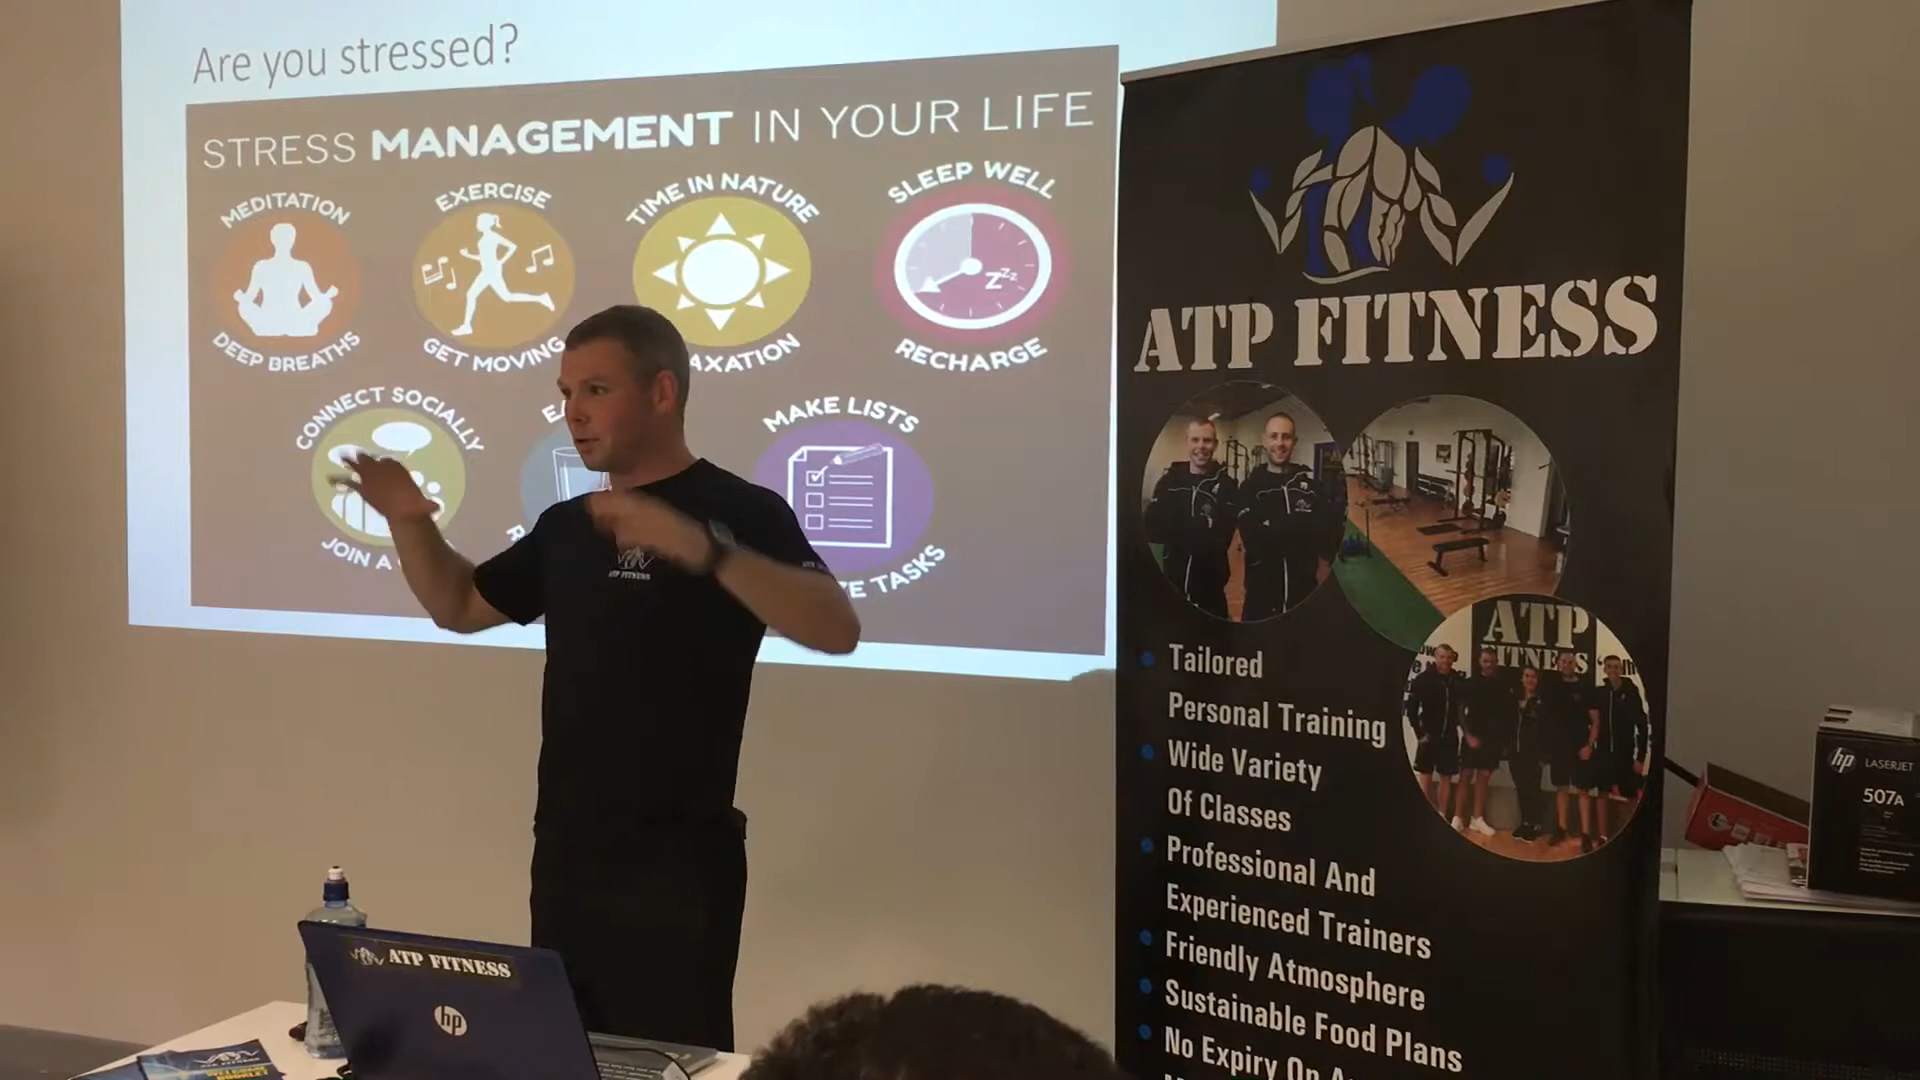 Are you stressed?
STRESS MANAGEMENT IN YOUR LIFE
MEDITATION
DEEP BREATHS
EXERCISE
GET MOVING
TIME IN NATURE
AXATION
SLEEP WELL
zzzz
RECHARGE
CONNECT SOCIALLY
JOIN A
EA
R
MAKE LISTS
ZE TASKS
ATP FITNESS
ATP FITNESS
hp
ATP FITNESS
ATP
FITNESS
Tailored
Personal Training
Wide Variety
Of Classes
Professional And
Experienced Trainers
Friendly Atmosphere
Sustainable Food Plans
No Expiry On
hp LASERJET
507A